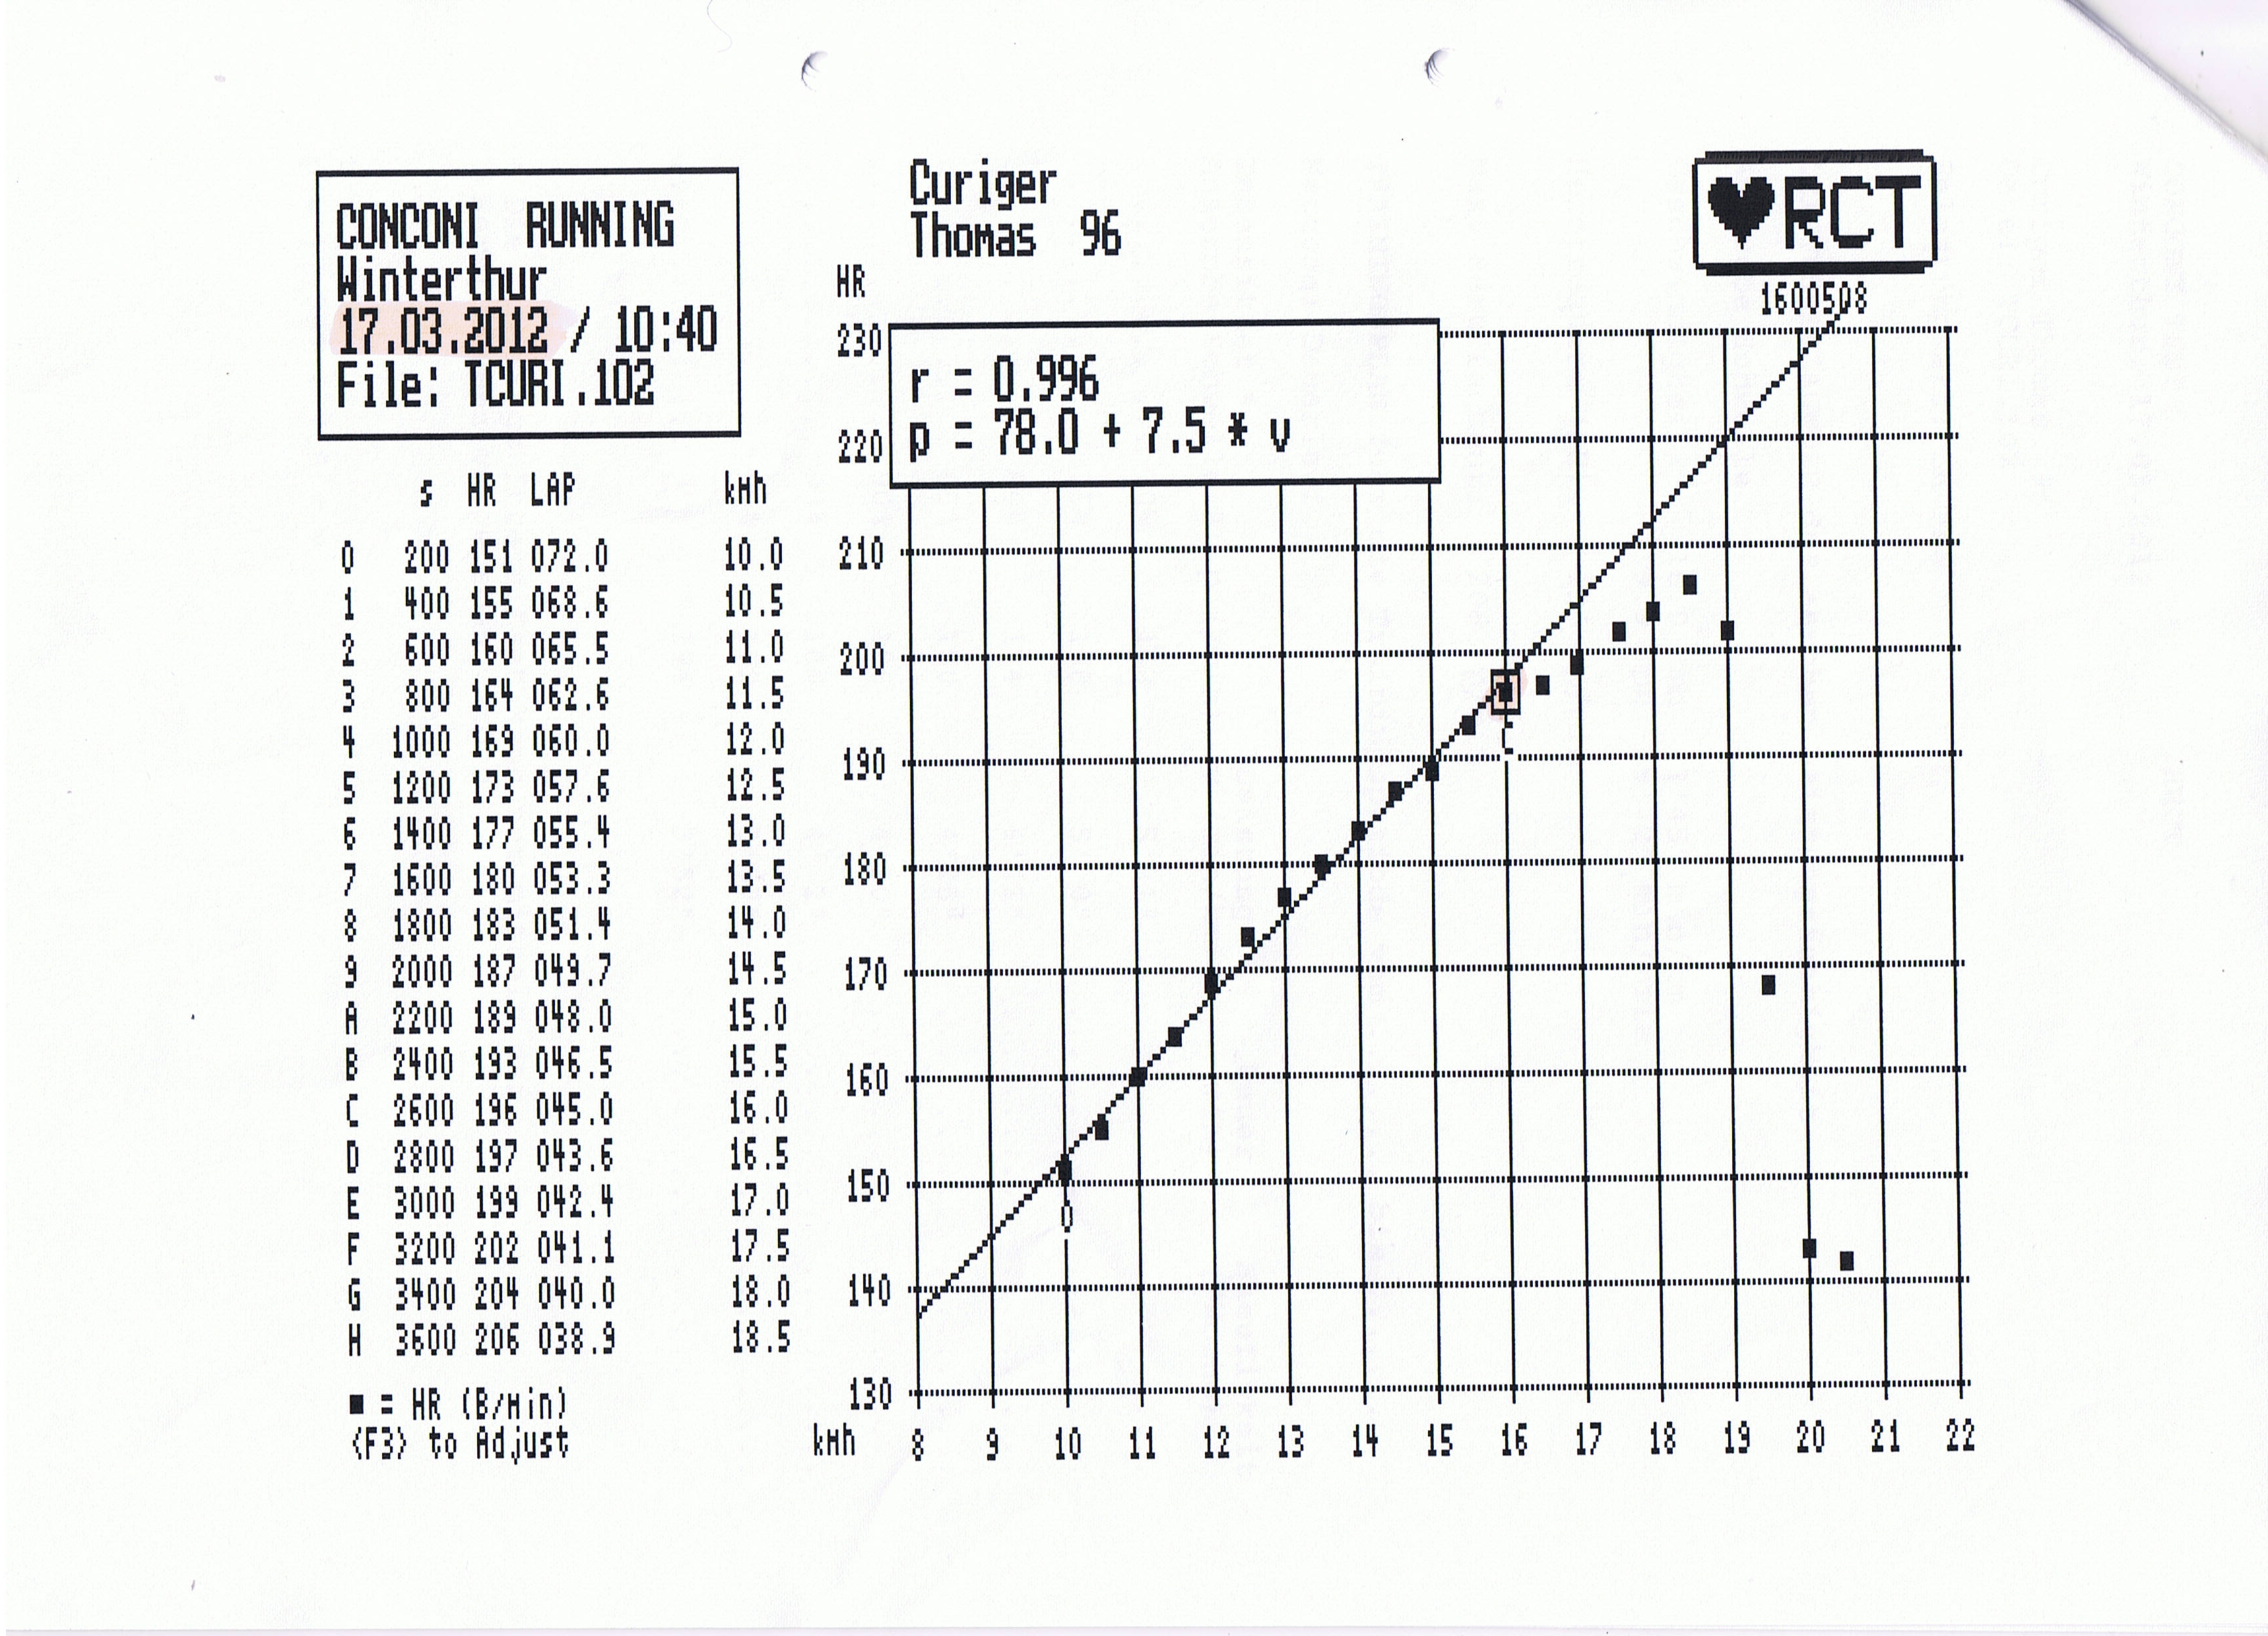 CONCONI RUNNING
Winterthur
17.03.2012 / 10:40
File: TCURI.102
Curiger
Thomas 96
RCT
1600508
s HR LAP kmh
0 200 151 072.0 10.0
1 400 155 068.6 10.5
2 600 160 065.5 11.0
3 800 164 062.6 11.5
4 1000 169 060.0 12.0
5 1200 173 057.6 12.5
6 1400 177 055.4 13.0
7 1600 180 053.3 13.5
8 1800 183 051.4 14.0
9 2000 187 049.7 14.5
A 2200 189 048.0 15.0
B 2400 193 046.5 15.5
C 2600 196 045.0 16.0
D 2800 197 043.6 16.5
E 3000 199 042.4 17.0
F 3200 202 041.1 17.5
G 3400 204 040.0 18.0
H 3600 206 038.9 18.5
■ = HR (B/min)
<F3> to Adjust
HR
r = 0.996
p = 78.0 + 7.5 * v
230
220
210
200
190
180
170
160
150
140
130
C
0
kmh 8 9 10 11 12 13 14 15 16 17 18 19 20 21 22